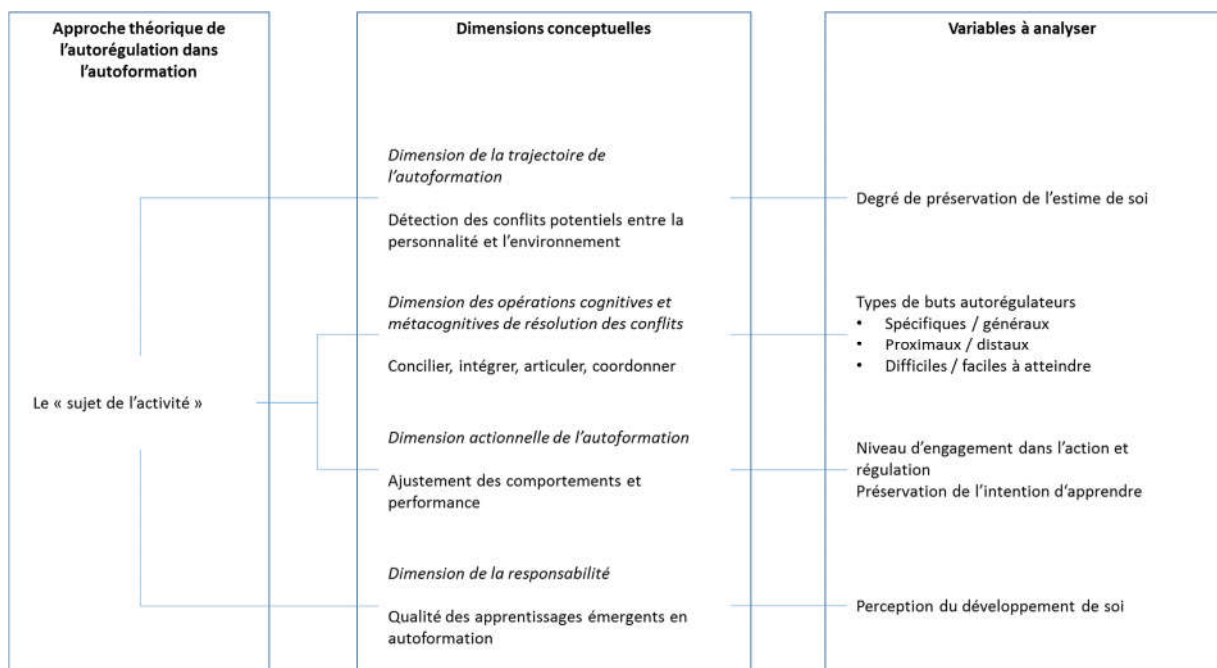 Approche théorique de
l'autorégulation dans
l'autoformation
Dimensions conceptuelles
Variables à analyser
Dimension de la trajectoire de
l'autoformation
Détection des conflits potentiels entre la
personnalité et l'environnement
Degré de préservation de l'estime de soi
Dimension des opérations cognitives et
métacognitives de résolution des conflits
Concilier, intégrer, articuler, coordonner
Types de buts autorégulateurs
• Spécifiques / généraux
• Proximaux / distaux
• Difficiles / faciles à atteindre
Le « sujet de l'activité »
Dimension actionnelle de l'autoformation
Ajustement des comportements et
performance
Niveau d'engagement dans l'action et
régulation
Préservation de l'intention d'apprendre
Dimension de la responsabilité
Qualité des apprentissages émergents en
autoformation
Perception du développement de soi